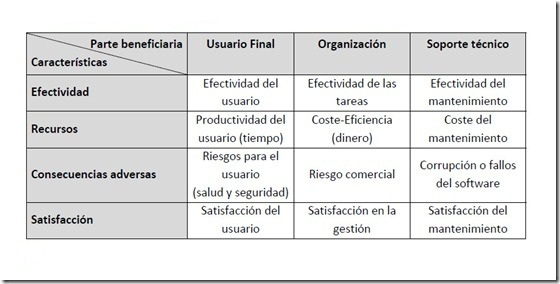 Parte beneficiaria
Características
Usuario Final
Organización
Soporte técnico
Efectividad
Efectividad del
usuario
Efectividad de las
tareas
Efectividad del
mantenimiento
Recursos
Productividad del
usuario (tiempo)
Coste-Eficiencia
(dinero)
Coste del
mantenimiento
Consecuencias adversas
Riesgos para el
usuario
(salud y seguridad)
Riesgo comercial
Corrupción o fallos
del software
Satisfacción
Satisfacción del
usuario
Satisfacción en la
gestión
Satisfacción del
mantenimiento